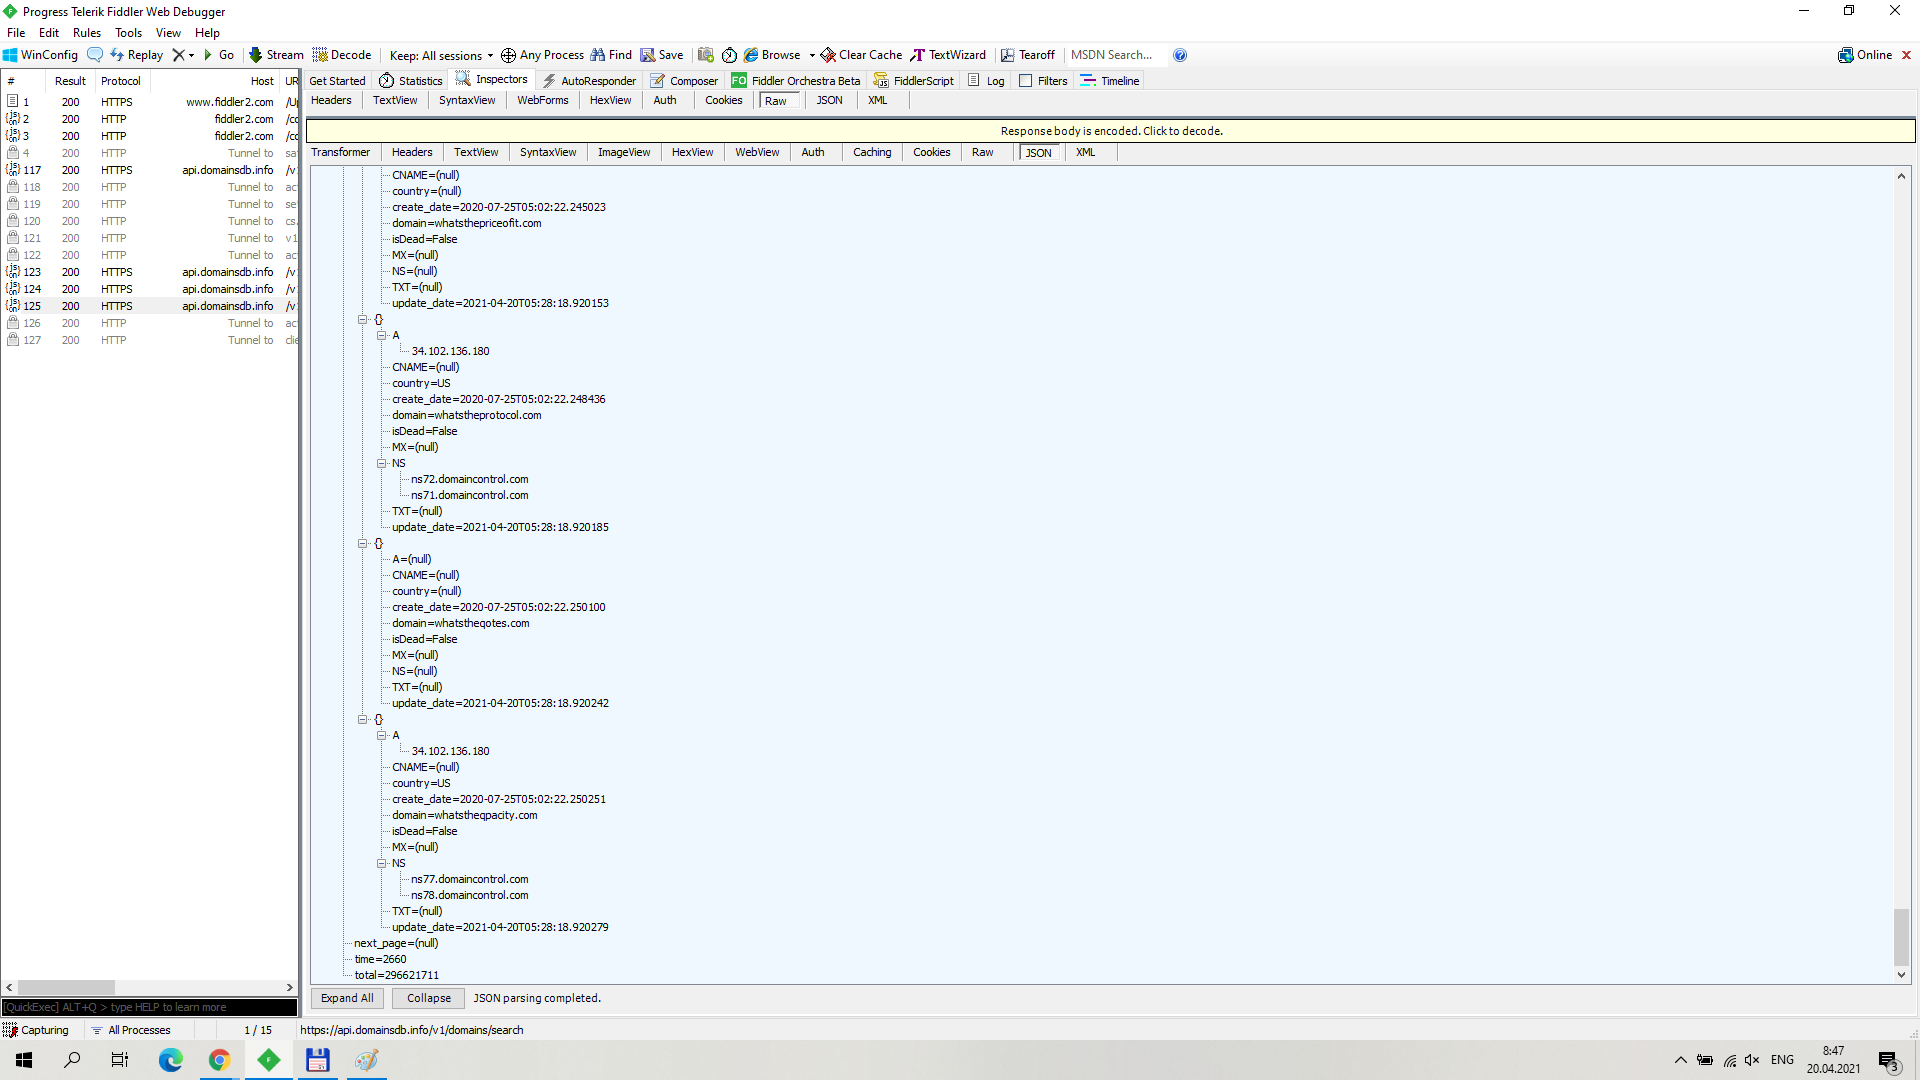 Progress Telerik Fiddler Web Debugger
File Edit Rules Tools View Help
WinConfig Replay Go Stream Decode Keep: All sessions Any Process Find Save Browse Clear Cache TextWizard Tearoff MSDN Search... Online
# Result Protocol Host UR
1 200 HTTPS www.fiddler2.com /Up
2 200 HTTP fiddler2.com /co
3 200 HTTP fiddler2.com /co
4 200 HTTP Tunnel to sa
117 200 HTTPS api.domainsdb.info /v1
118 200 HTTP Tunnel to ac
119 200 HTTP Tunnel to se
120 200 HTTP Tunnel to cs.
121 200 HTTP Tunnel to v1
122 200 HTTP Tunnel to ac
123 200 HTTPS api.domainsdb.info /v
124 200 HTTPS api.domainsdb.info /v
125 200 HTTPS api.domainsdb.info /v
126 200 HTTP Tunnel to ac
127 200 HTTP Tunnel to clie
[QuickExec] ALT+Q > type HELP to learn more
Get Started Statistics Inspectors AutoResponder Composer FO Fiddler Orchestra Beta FiddlerScript Log Filters Timeline
Headers TextView SyntaxView WebForms HexView Auth Cookies Raw JSON XML
Response body is encoded. Click to decode.
Transformer Headers TextView SyntaxView ImageView HexView WebView Auth Caching Cookies Raw JSON XML
CNAME=(null)
country=(null)
create_date=2020-07-25T05:02:22.245023
domain=whatsthepriceofit.com
isDead=False
MX=(null)
NS=(null)
TXT=(null)
update_date=2021-04-20T05:28:18.920153
{}
A
34.102.136.180
CNAME=(null)
country=US
create_date=2020-07-25T05:02:22.248436
domain=whatstheprotocol.com
isDead=False
MX=(null)
NS
ns72.domaincontrol.com
ns71.domaincontrol.com
TXT=(null)
update_date=2021-04-20T05:28:18.920185
{}
A=(null)
CNAME=(null)
country=(null)
create_date=2020-07-25T05:02:22.250100
domain=whatstheqotes.com
isDead=False
MX=(null)
NS=(null)
TXT=(null)
update_date=2021-04-20T05:28:18.920242
{}
A
34.102.136.180
CNAME=(null)
country=US
create_date=2020-07-25T05:02:22.250251
domain=whatstheqpacity.com
isDead=False
MX=(null)
NS
ns77.domaincontrol.com
ns78.domaincontrol.com
TXT=(null)
update_date=2021-04-20T05:28:18.920279
next_page=(null)
time=2660
total=296621711
Expand All Collapse JSON parsing completed.
Capturing All Processes 1 / 15 https://api.domainsdb.info/v1/domains/search
ENG 8:47
20.04.2021 3